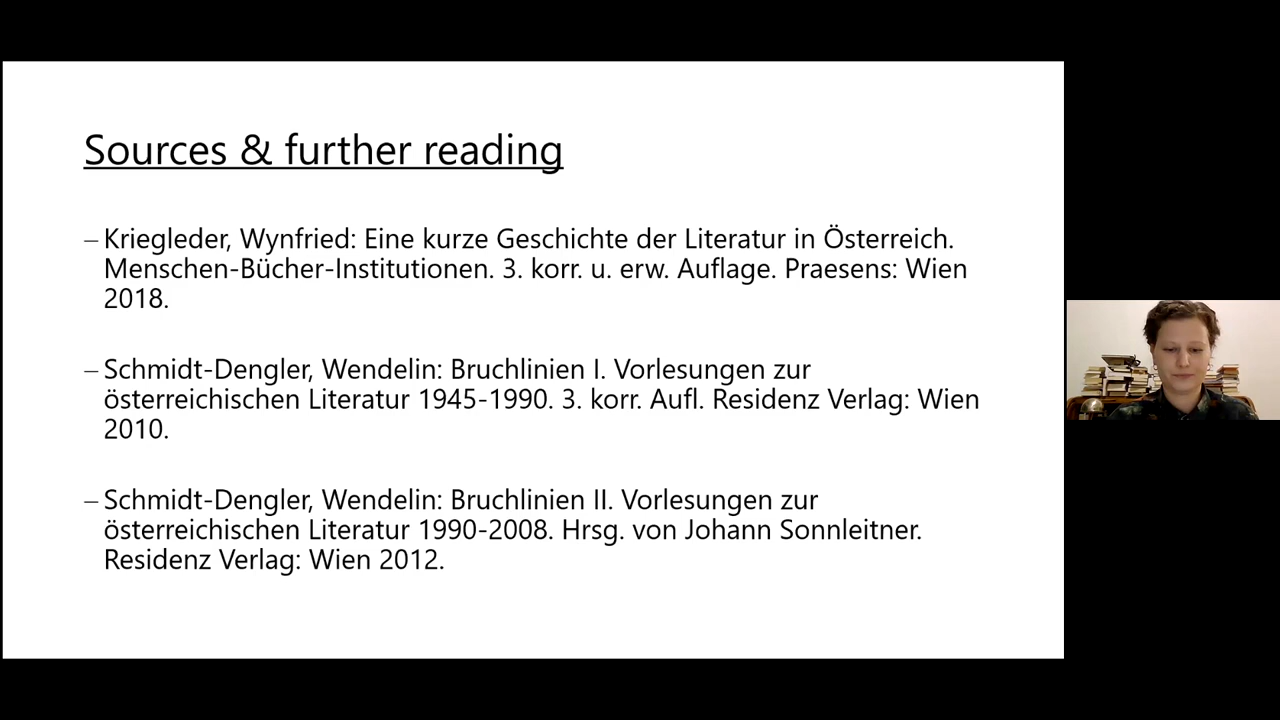 Sources & further reading
– Kriegleder, Wynfried: Eine kurze Geschichte der Literatur in Österreich.
Menschen-Bücher-Institutionen. 3. korr. u. erw. Auflage. Praesens: Wien
2018.
– Schmidt-Dengler, Wendelin: Bruchlinien I. Vorlesungen zur
österreichischen Literatur 1945-1990. 3. korr. Aufl. Residenz Verlag: Wien
2010.
– Schmidt-Dengler, Wendelin: Bruchlinien II. Vorlesungen zur
österreichischen Literatur 1990-2008. Hrsg. von Johann Sonnleitner.
Residenz Verlag: Wien 2012.